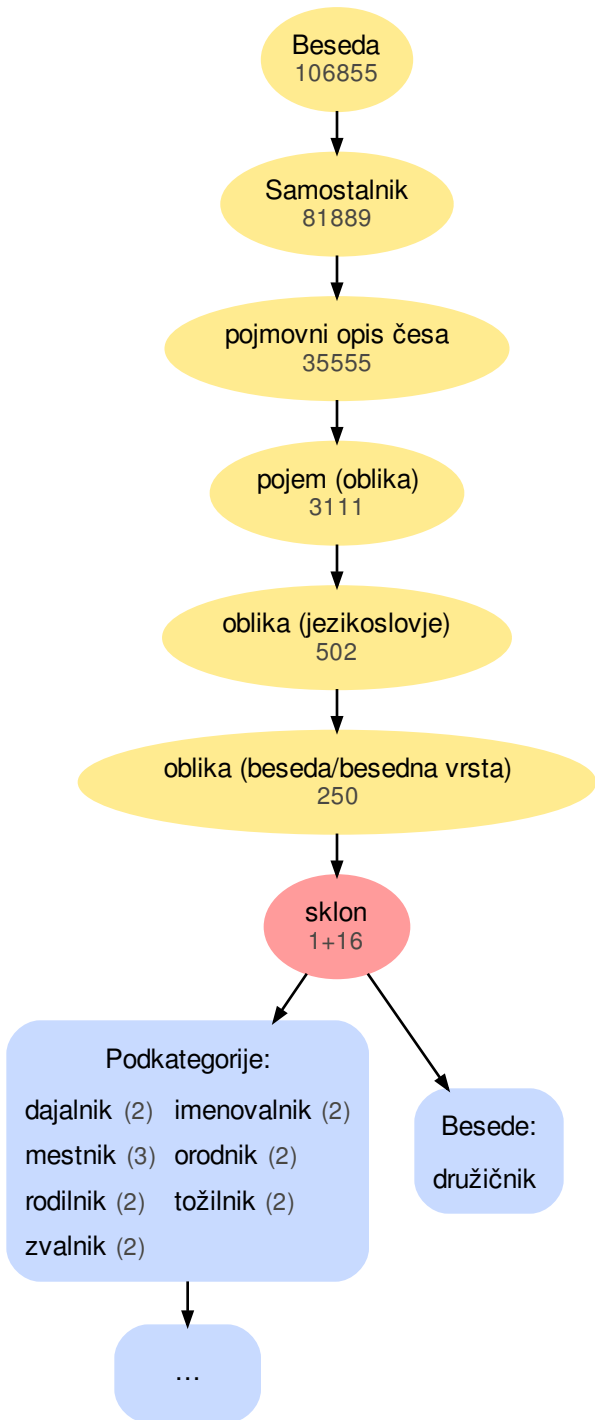 Beseda
106855
Samostalnik
81889
pojmovni opis česa
35555
pojem (oblika)
3111
oblika (jezikoslovje)
502
oblika (beseda/besedna vrsta)
250
sklon
1+16
Podkategorije:
dajalnik (2) imenovalnik (2)
mestnik (3) orodnik (2)
rodilnik (2) tožilnik (2)
zvalnik (2)
Besede:
družičnik
...